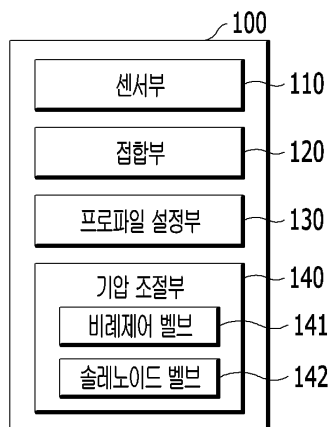 100
센서부 110
접합부 120
프로파일 설정부 130
기압 조절부 140
비례제어 벨브 141
솔레노이드 벨브 142